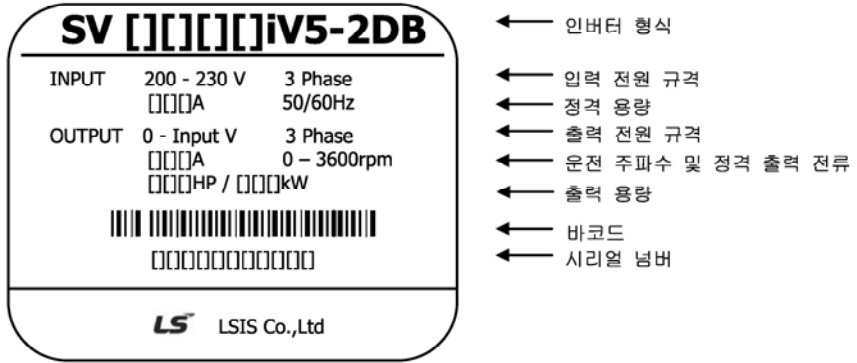 SV [][][][]iV5-2DB
인버터 형식
INPUT 200 - 230 V 3 Phase
입력 전원 규격
[][][]A 50/60Hz
정격 용량
OUTPUT 0 - Input V 3 Phase
출력 전원 규격
[][][]A 0 – 3600rpm
운전 주파수 및 정격 출력 전류
[][][]HP / [][][]kW
출력 용량
바코드
[][][][][][][][][][][]
시리얼 넘버
LS LSIS Co.,Ltd